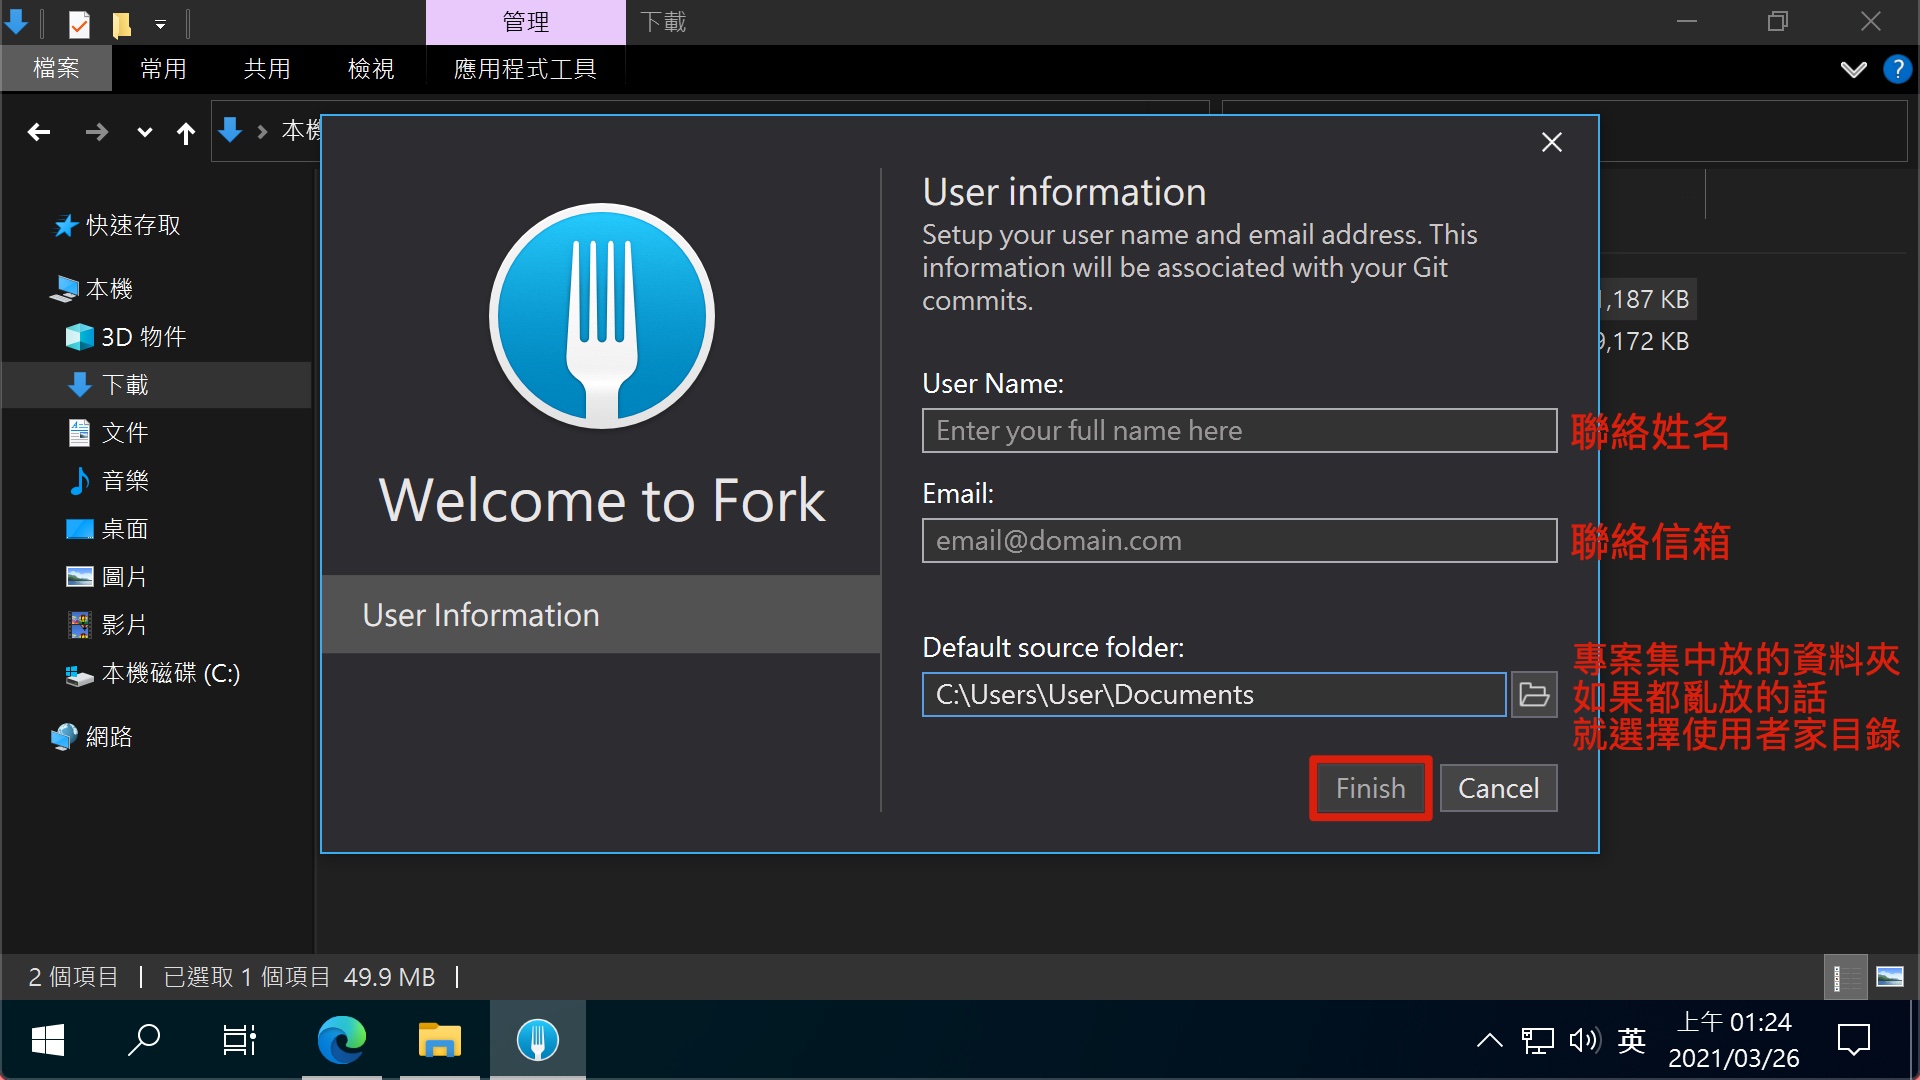 管理
下載
檔案
常用
共用
檢視
應用程式工具
本機
快速存取
本機
3D 物件
下載
文件
音樂
桌面
圖片
影片
本機磁碟 (C:)
網路
Welcome to Fork
User Information
User information
Setup your user name and email address. This
information will be associated with your Git
commits.
User Name:
Enter your full name here
聯絡姓名
Email:
email@domain.com
聯絡信箱
Default source folder:
C:\Users\User\Documents
專案集中放的資料夾
如果都亂放的話
就選擇使用者家目錄
Finish
Cancel
,187 KB
9,172 KB
2 個項目
已選取 1 個項目 49.9 MB
英
上午 01:24
2021/03/26